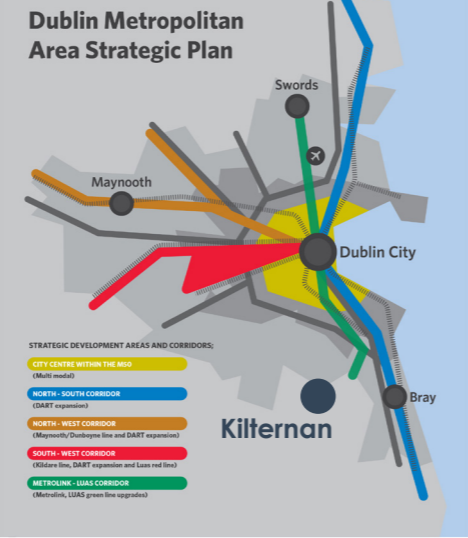 Dublin Metropolitan
Area Strategic Plan
Swords
Maynooth
Dublin City
STRATEGIC DEVELOPMENT AREAS AND CORRIDORS;
CITY CENTRE WITHIN THE M50
(Multi modal)
NORTH - SOUTH CORRIDOR
(DART expansion)
Bray
Kilternan
NORTH - WEST CORRIDOR
(Maynooth/Dunboyne line and DART expansion)
SOUTH - WEST CORRIDOR
(Kildare line, DART expansion and Luas red line)
METROLINK - LUAS CORRIDOR
(Metrolink, LUAS green line upgrades)